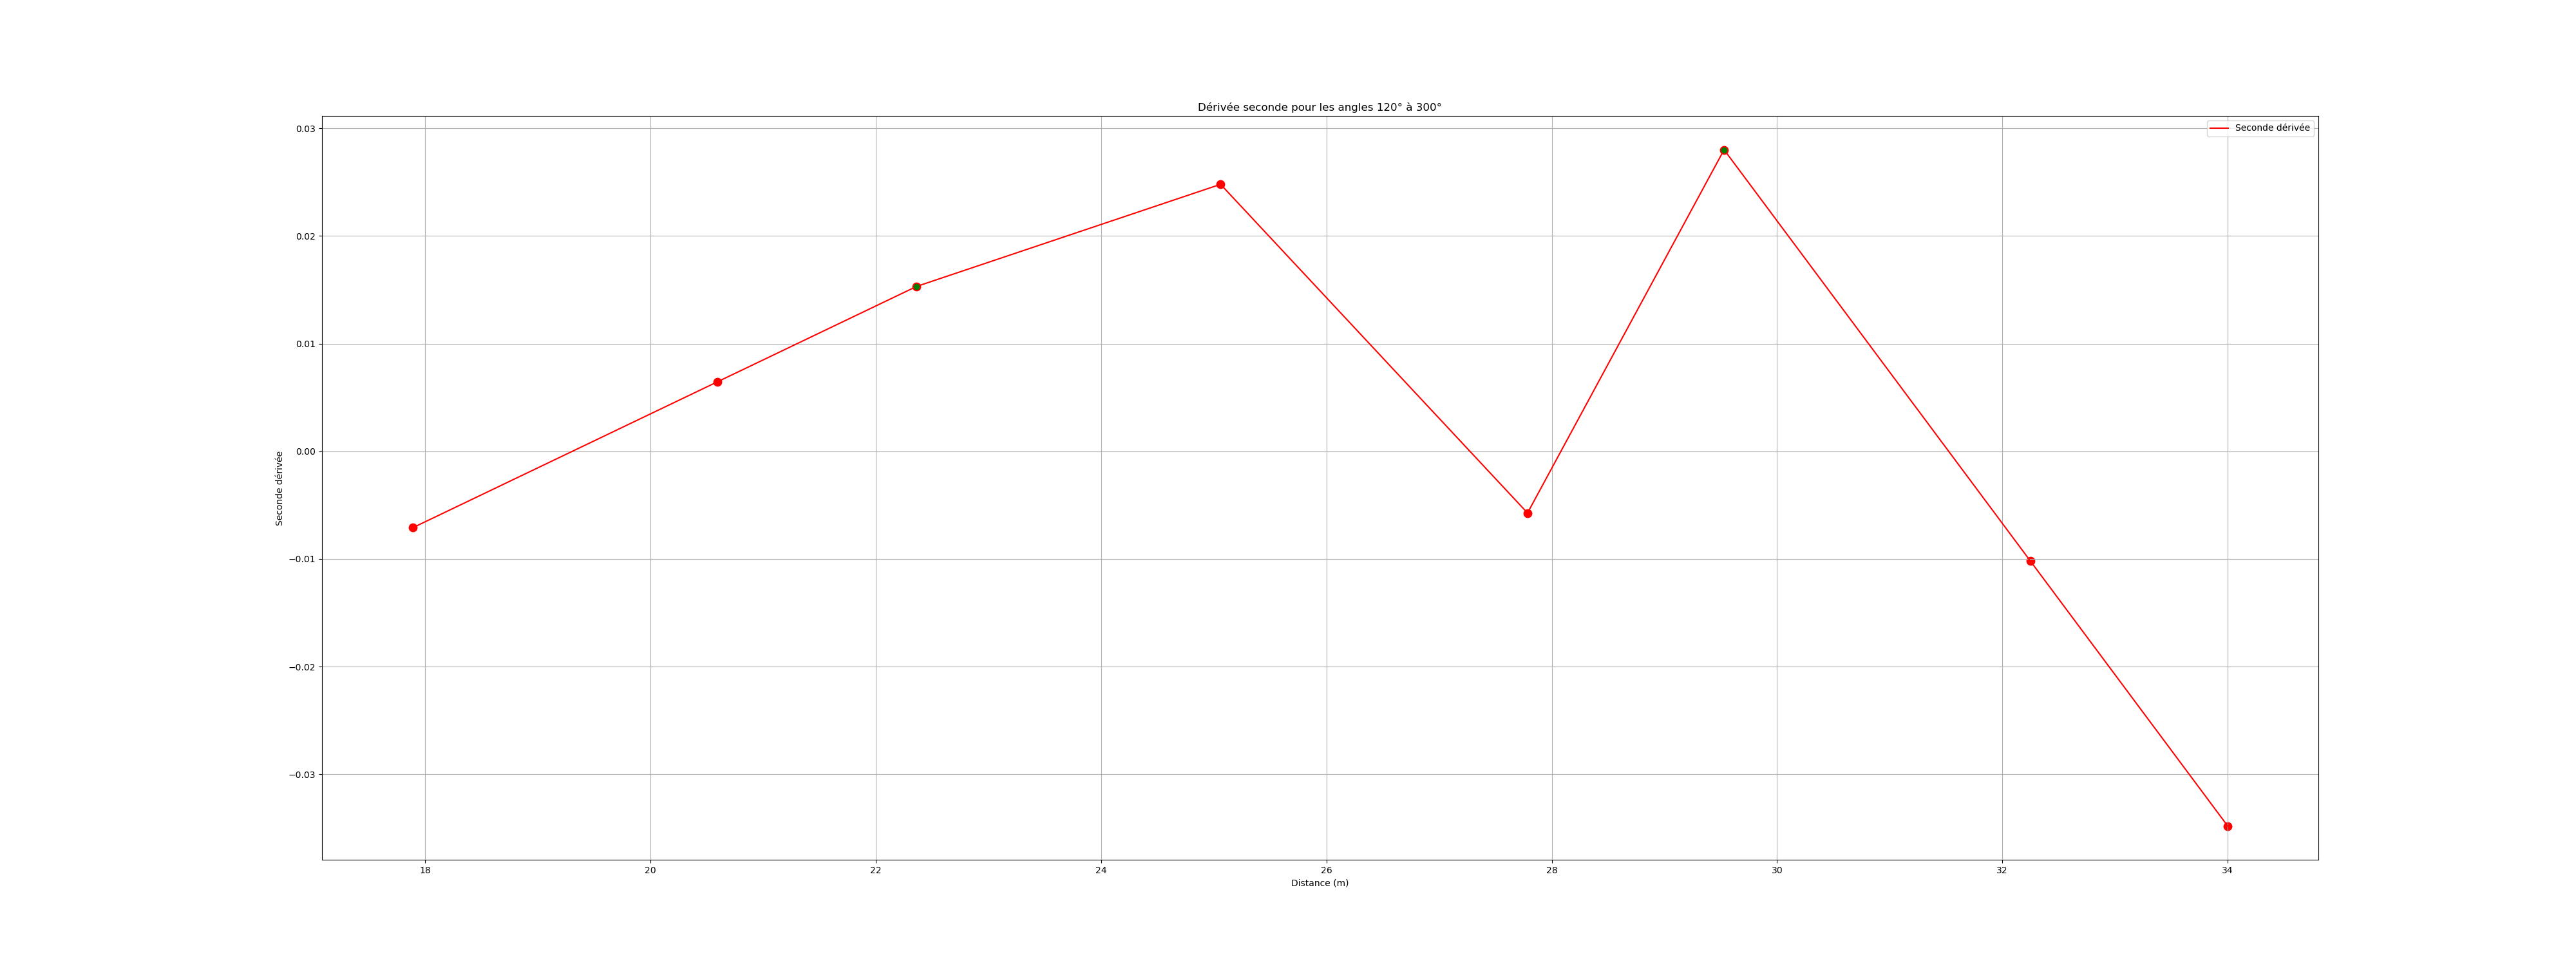 Dérivée seconde pour les angles 120° à 300°
Seconde dérivée
0.03
0.02
0.01
0.00
−0.01
−0.02
−0.03
Seconde dérivée
18 20 22 24 26 28 30 32 34
Distance (m)